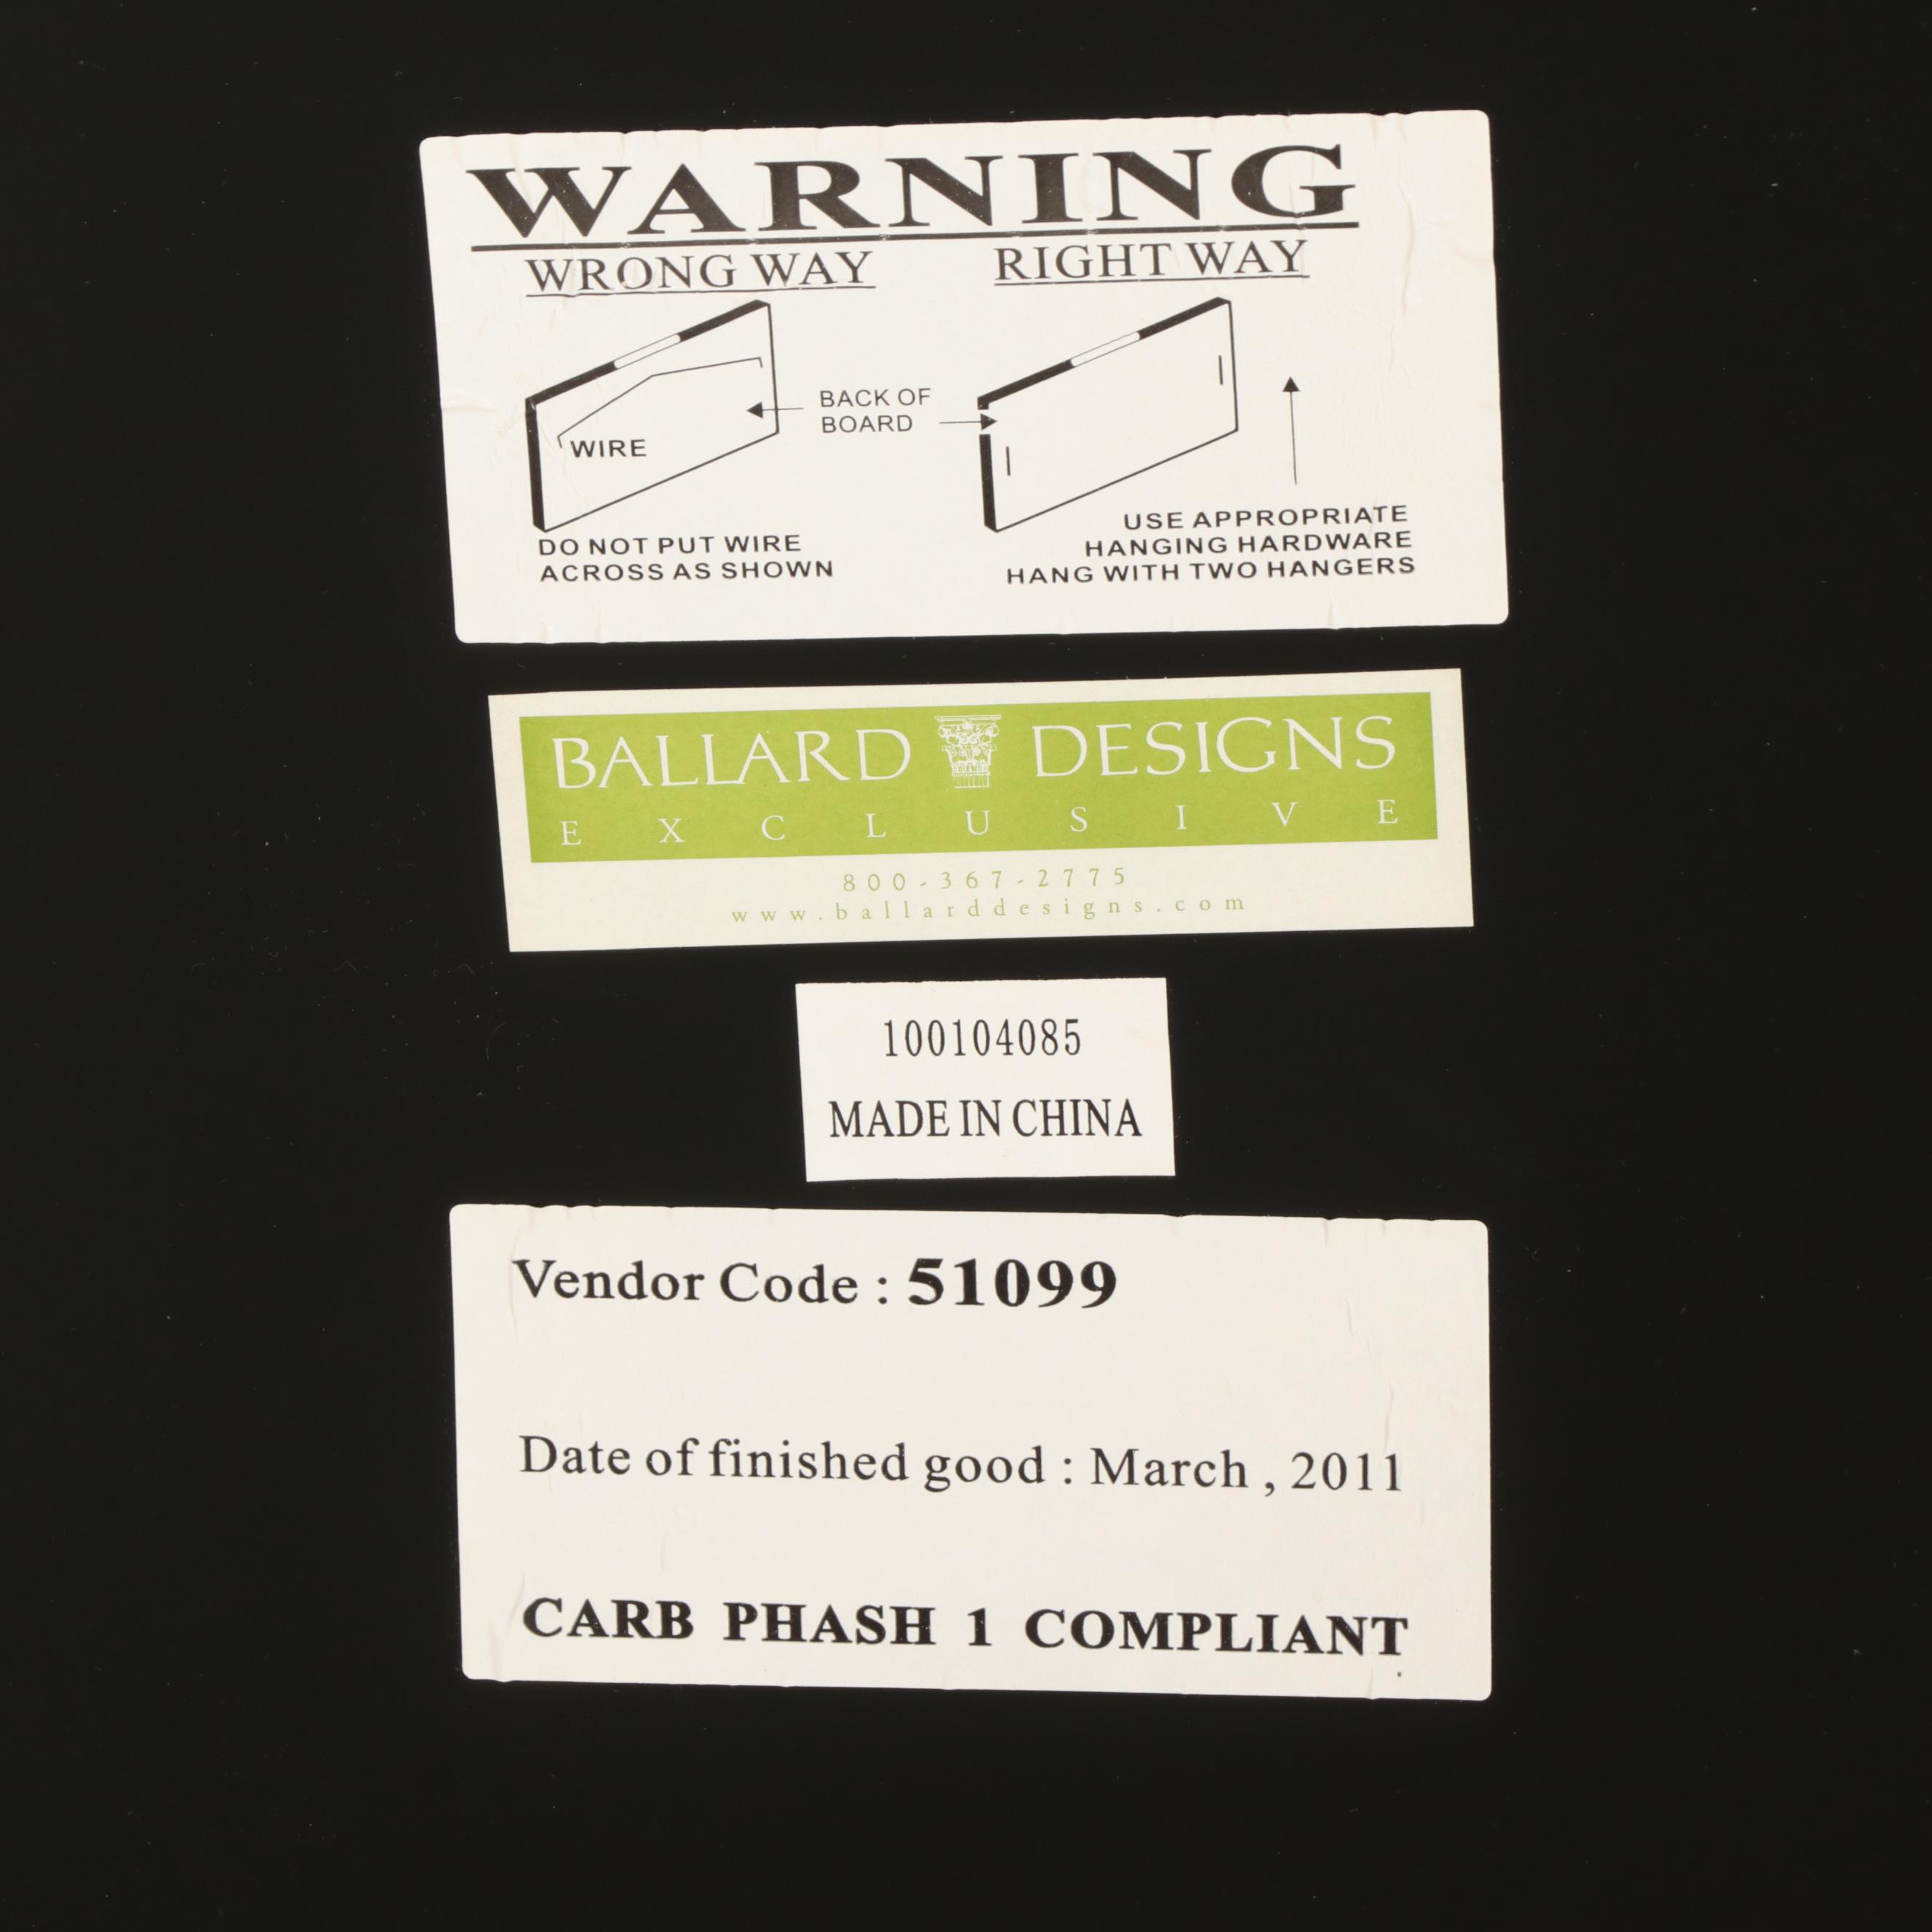 WARNING
WRONG WAY
RIGHT WAY
BACK OF
BOARD
WIRE
DO NOT PUT WIRE
ACROSS AS SHOWN
USE APPROPRIATE
HANGING HARDWARE
HANG WITH TWO HANGERS
BALLARD DESIGNS
EXCLUSIVE
800-367-2775
www.ballarddesigns.com
100104085
MADE IN CHINA
Vendor Code : 51099
Date of finished good : March , 2011
CARB PHASH 1 COMPLIANT